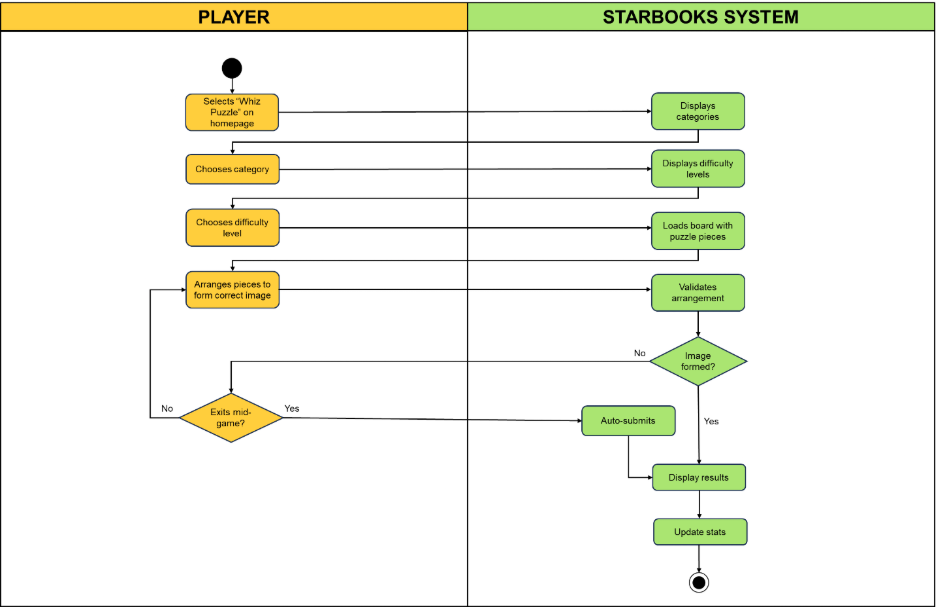 PLAYER
STARBOOKS SYSTEM
Selects "Whiz
Puzzle" on
homepage
Displays
categories
Chooses category
Displays difficulty
levels
Chooses difficulty
level
Loads board with
puzzle pieces
Arranges pieces to
form correct image
Validates
arrangement
No
Image
formed?
No
Exits mid-
game?
Yes
Auto-submits
Yes
Display results
Update stats